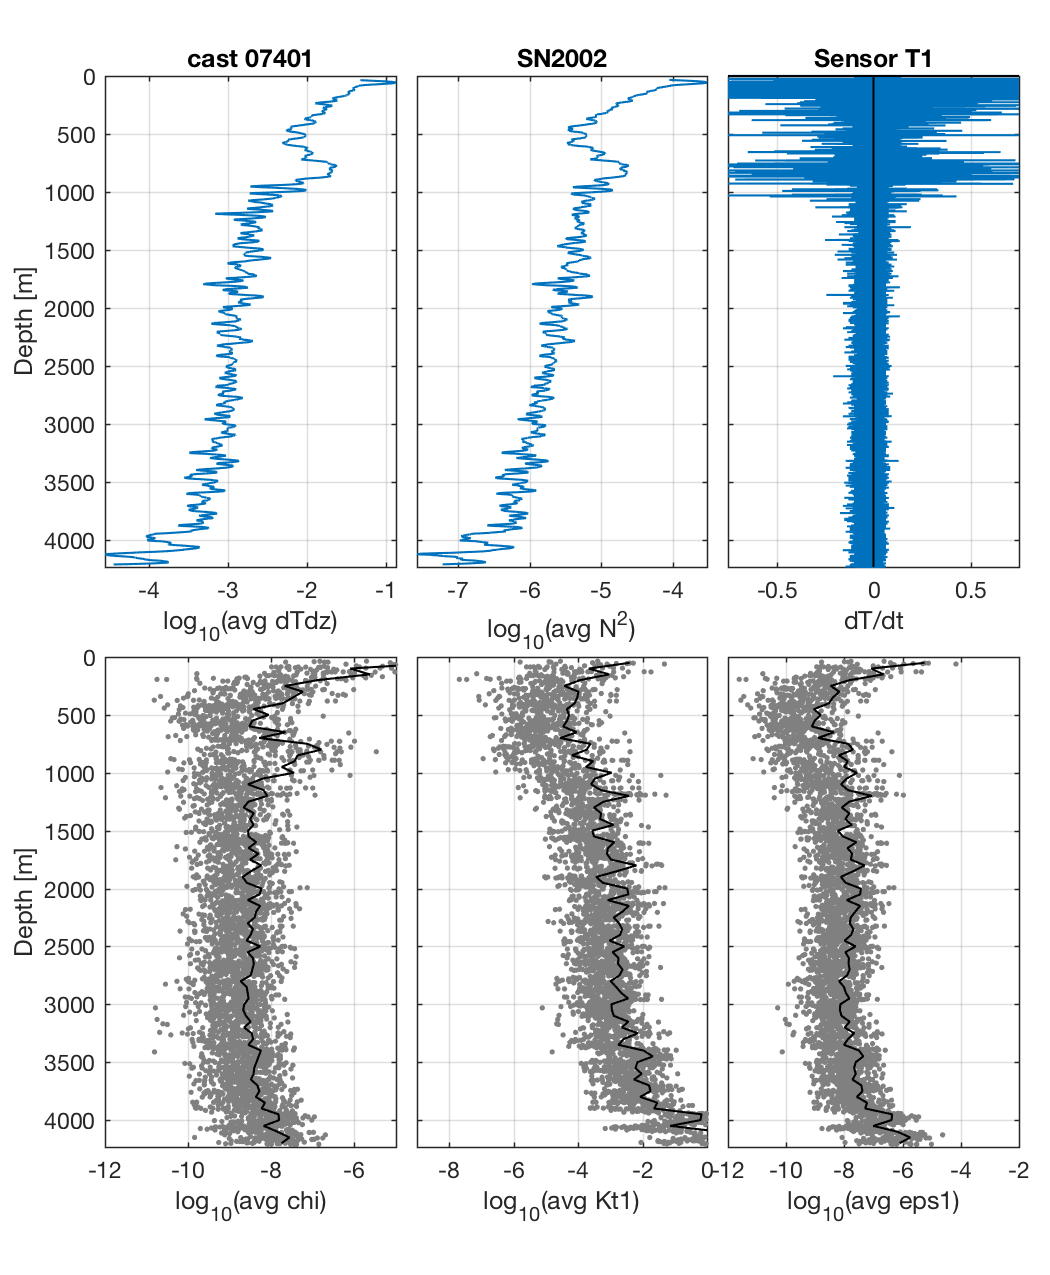 cast 07401
SN2002
Sensor T1
0
500
1000
1500
2000
2500
3000
3500
4000
Depth [m]
-4 -3 -2 -1
-7 -6 -5 -4
-0.5 0 0.5
log10(avg dTdz)
log10(avg N2)
dT/dt
0
500
1000
1500
2000
2500
3000
3500
4000
Depth [m]
-12 -10 -8 -6
-8 -6 -4 -2 0
-12 -10 -8 -6 -4 -2
log10(avg chi)
log10(avg Kt1)
log10(avg eps1)